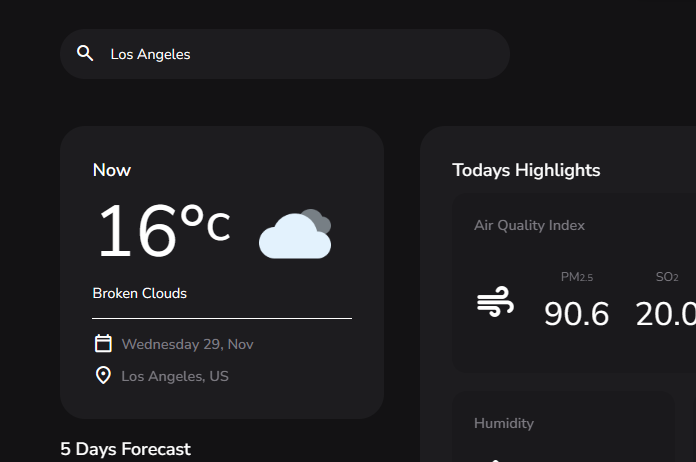 Los Angeles
Now
16°c
Broken Clouds
Wednesday 29, Nov
Los Angeles, US
5 Days Forecast
Todays Highlights
Air Quality Index
PM2.5 SO2
90.6 20.0
Humidity